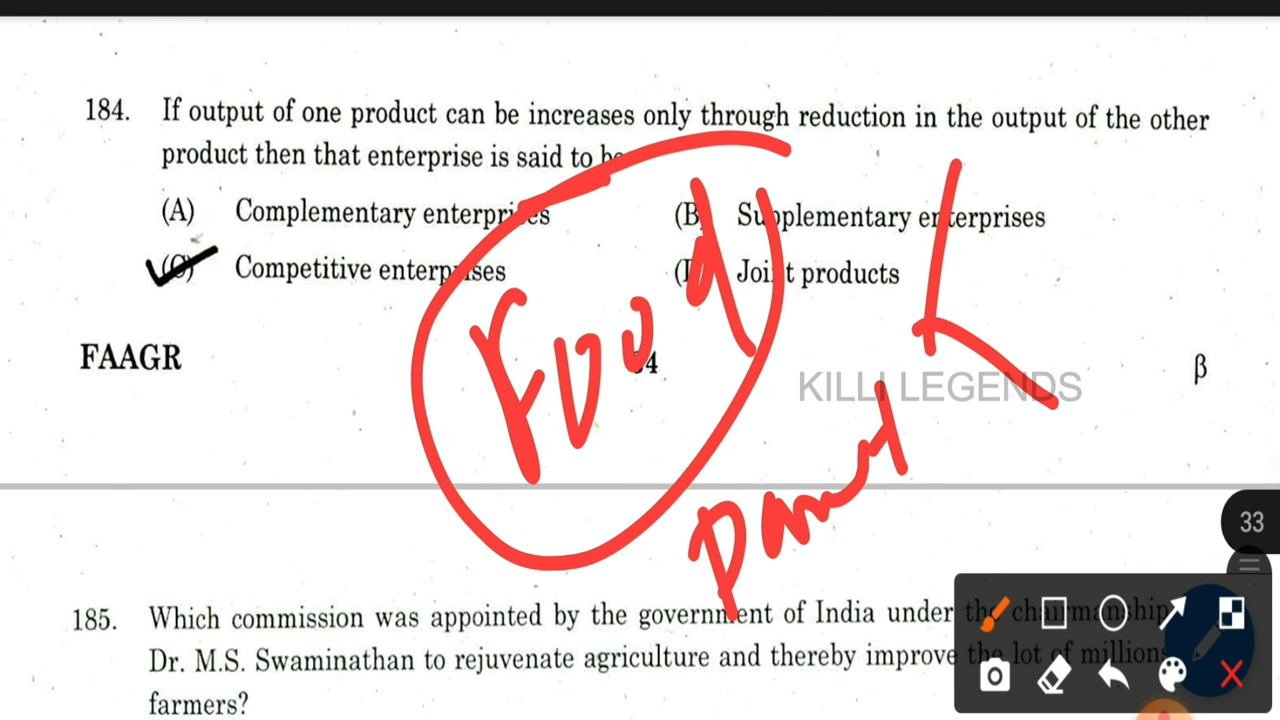 184. If output of one product can be increases only through reduction in the output of the other
product then that enterprise is said to be
(A) Complementary enterprises (B) Supplementary enterprises
(C) Competitive enterprises (D) Joint products
FAAGR β
KILLI LEGENDS
Food
33
185. Which commission was appointed by the government of India under the chairmanship
Dr. M.S. Swaminathan to rejuvenate agriculture and thereby improve the lot of millions
farmers?